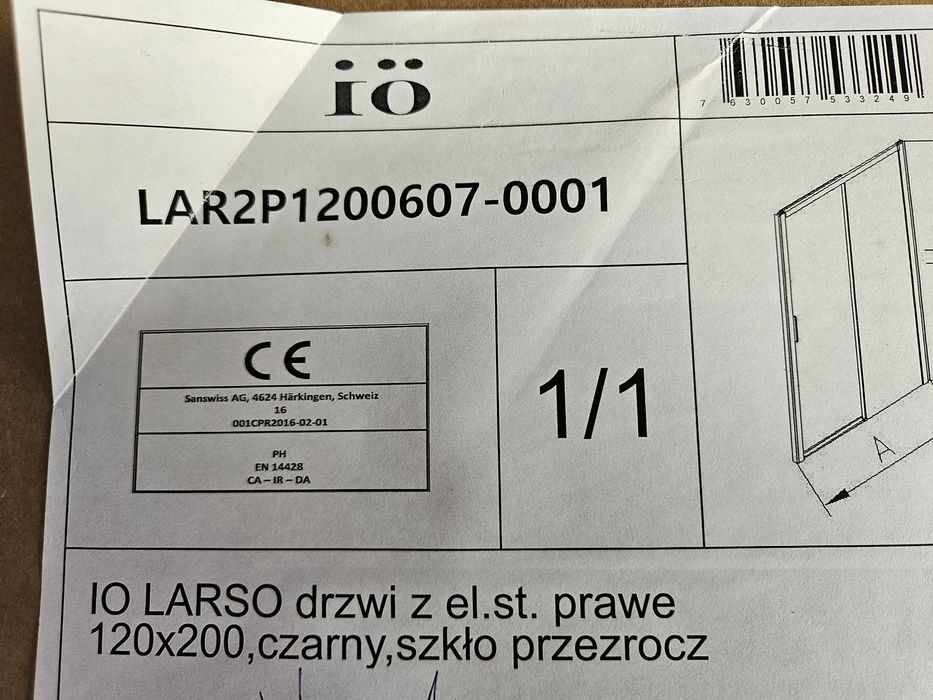 ïö
7 630057 533249
LAR2P1200607-0001
CE
Sanswiss AG, 4624 Härkingen, Schweiz
16
001CPR2016-02-01
PH
EN 14428
CA – IR – DA
1/1
A
IO LARSO drzwi z el.st. prawe
120x200,czarny,szkło przezrocz